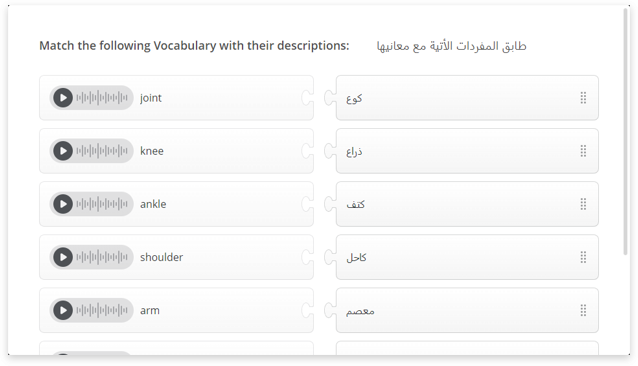 Match the following Vocabulary with their descriptions: طابق المفردات الأتية مع معانيها
joint كوع
knee ذراع
ankle كتف
shoulder كاحل
arm معصم